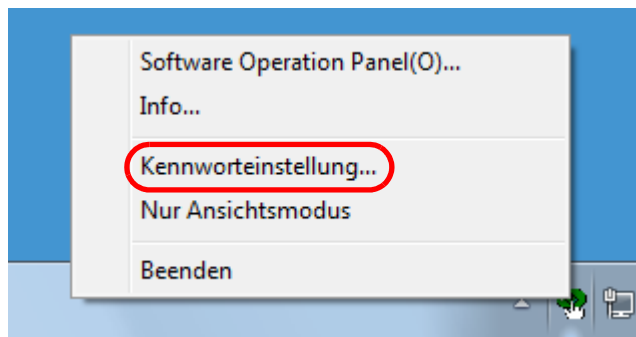 Software Operation Panel(O)...
Info...
Kennworteinstellung...
Nur Ansichtsmodus
Beenden